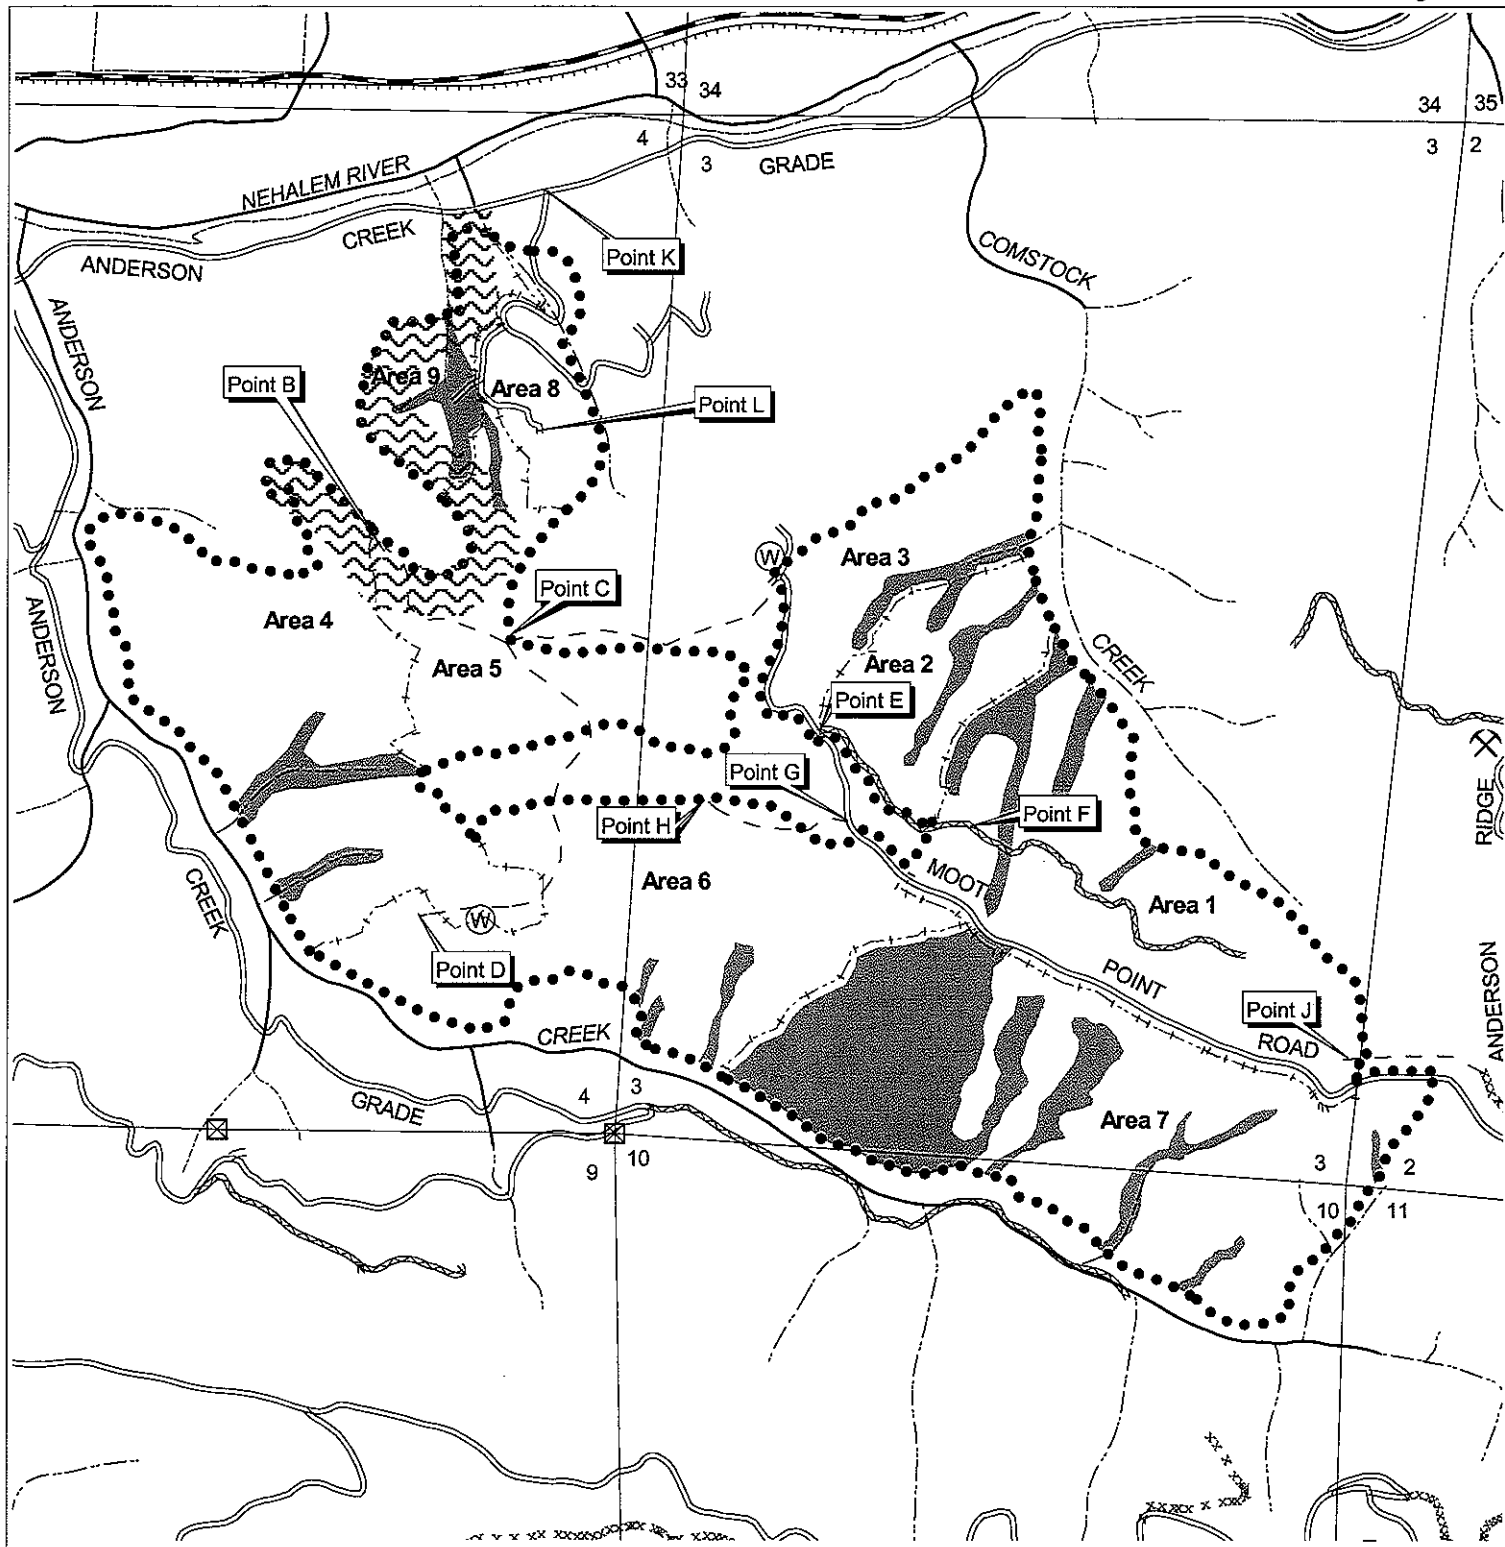 33
34
34
35
4
3
GRADE
3
2
NEHALEM RIVER
CREEK
Point K
ANDERSON
COMSTOCK
ANDERSON
Point B
Area 9
Area 8
Point L
W
Area 3
Point C
ANDERSON
Area 4
Area 5
Area 2
CREEK
Point E
Point G
RIDGE
Point H
Point F
CREEK
Area 6
MOOT
Area 1
W
Point D
POINT
Point J
ANDERSON
CREEK
ROAD
GRADE
4
3
Area 7
9
10
3
2
10
11